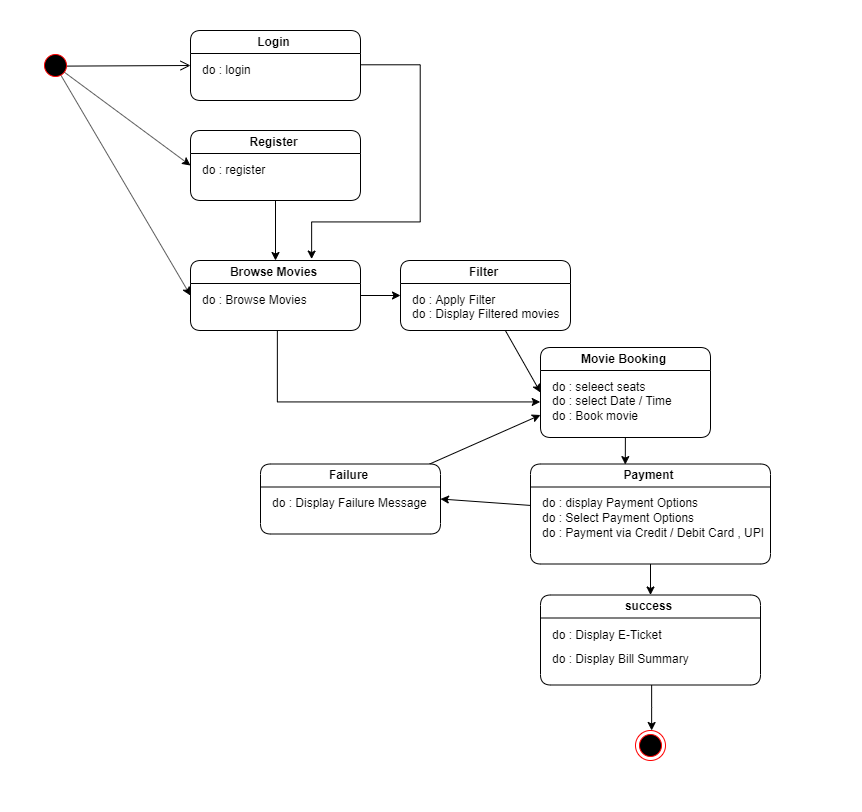 Login
do : login
Register
do : register
Browse Movies
do : Browse Movies
Filter
do : Apply Filter
do : Display Filtered movies
Movie Booking
do : seleect seats
do : select Date / Time
do : Book movie
Failure
do : Display Failure Message
Payment
do : display Payment Options
do : Select Payment Options
do : Payment via Credit / Debit Card , UPI
success
do : Display E-Ticket
do : Display Bill Summary